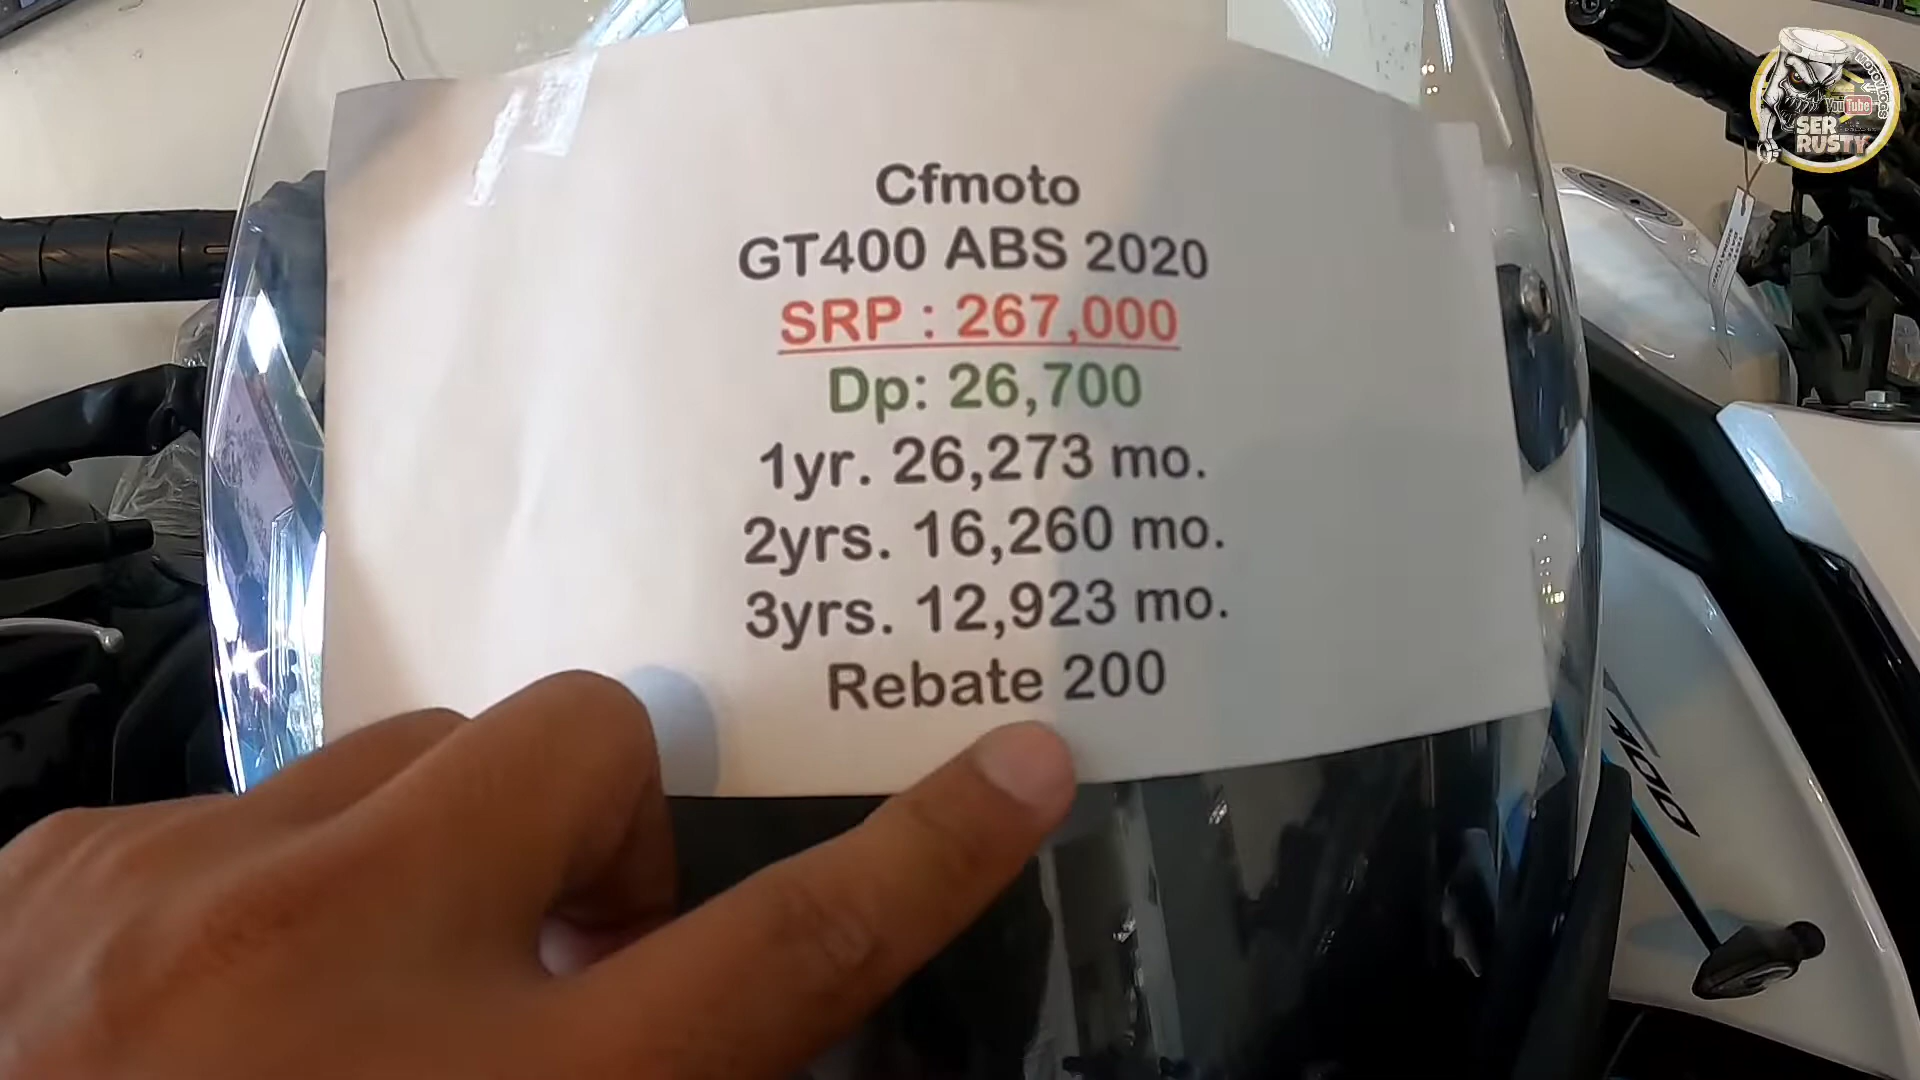 Cfmoto
GT400 ABS 2020
SRP : 267,000
Dp: 26,700
1yr. 26,273 mo.
2yrs. 16,260 mo.
3yrs. 12,923 mo.
Rebate 200
YouTube
SER
RUSTY
400